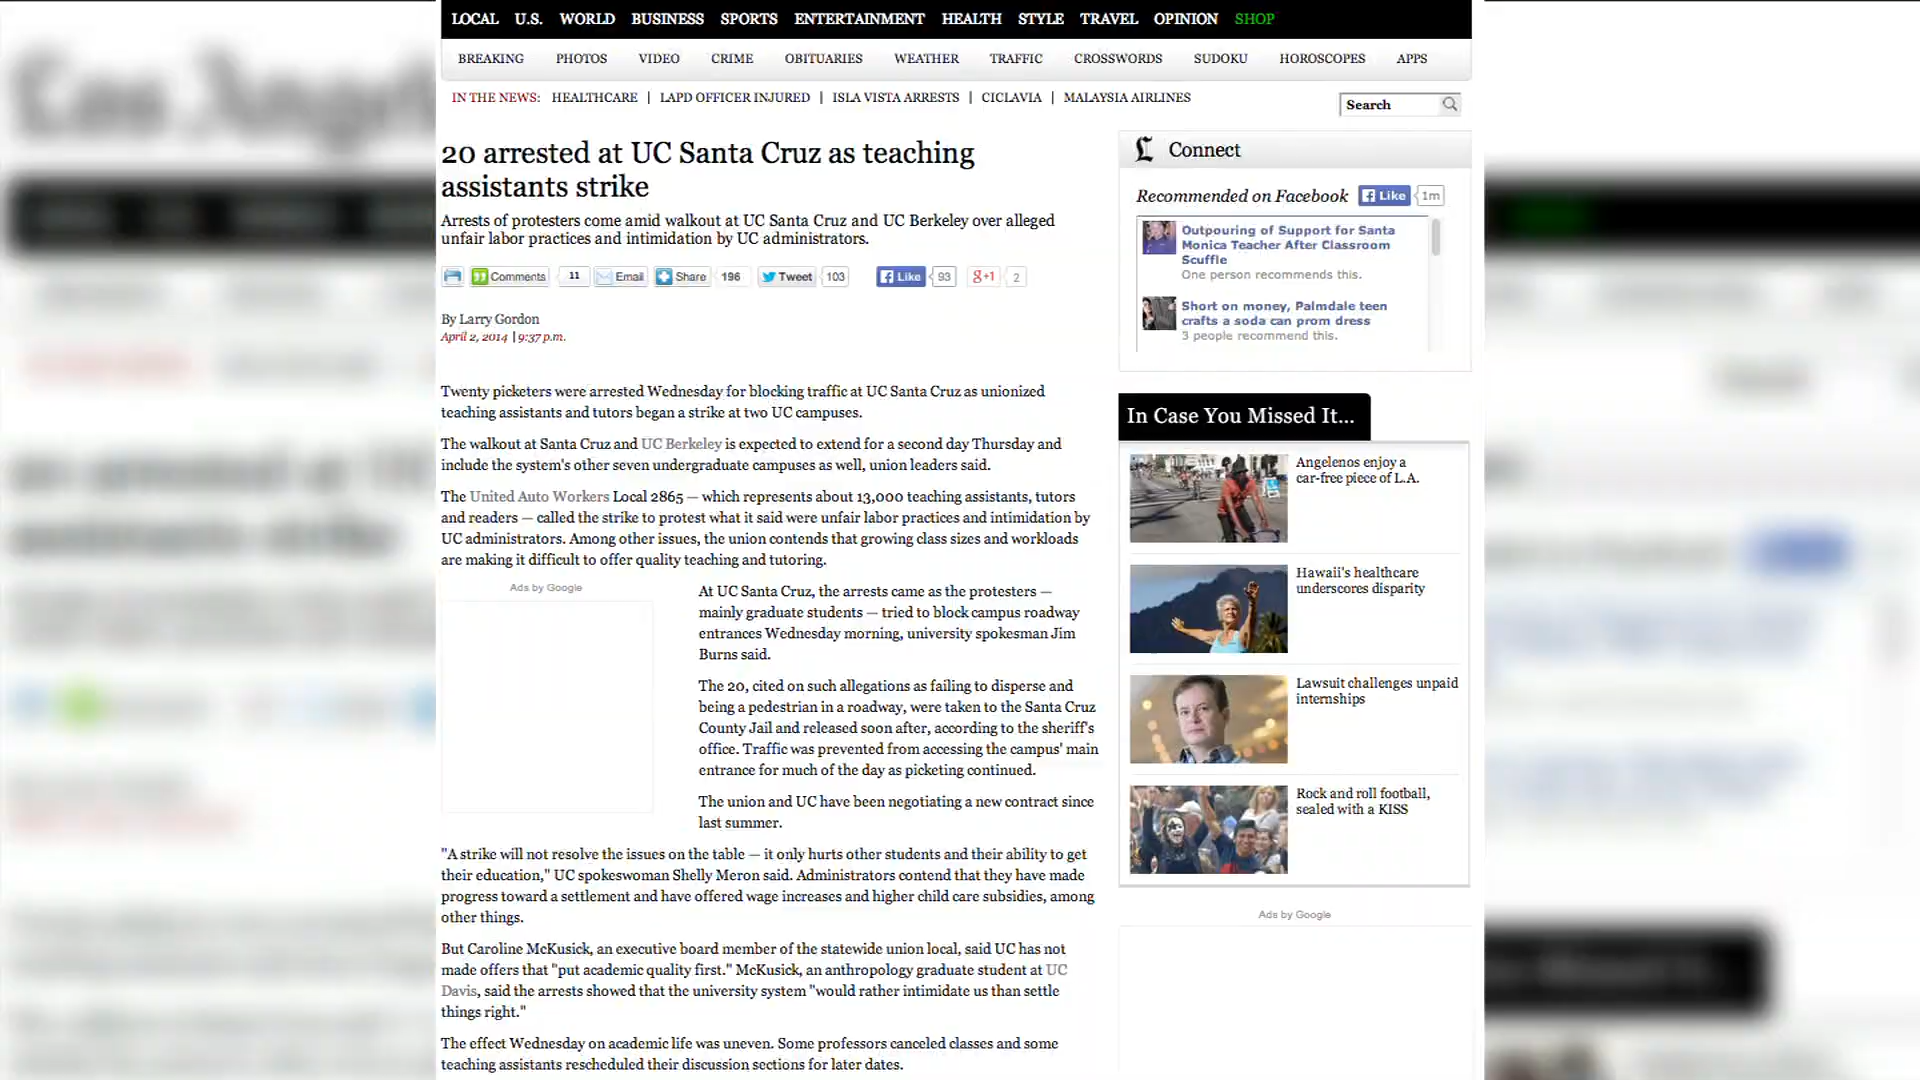 LOCAL U.S. WORLD BUSINESS SPORTS ENTERTAINMENT HEALTH STYLE TRAVEL OPINION SHOP
BREAKING PHOTOS VIDEO CRIME OBITUARIES WEATHER TRAFFIC CROSSWORDS SUDOKU HOROSCOPES APPS
IN THE NEWS: HEALTHCARE | LAPD OFFICER INJURED | ISLA VISTA ARRESTS | CICLAVIA | MALAYSIA AIRLINES
Search
20 arrested at UC Santa Cruz as teaching
assistants strike
Arrests of protesters come amid walkout at UC Santa Cruz and UC Berkeley over alleged
unfair labor practices and intimidation by UC administrators.
Comments 11 Email Share 196 Tweet 103 Like 93 g+1 2
By Larry Gordon
April 2, 2014 | 9:37 p.m.
Twenty picketers were arrested Wednesday for blocking traffic at UC Santa Cruz as unionized
teaching assistants and tutors began a strike at two UC campuses.
The walkout at Santa Cruz and UC Berkeley is expected to extend for a second day Thursday and
include the system's other seven undergraduate campuses as well, union leaders said.
The United Auto Workers Local 2865 — which represents about 13,000 teaching assistants, tutors
and readers — called the strike to protest what it said were unfair labor practices and intimidation by
UC administrators. Among other issues, the union contends that growing class sizes and workloads
are making it difficult to offer quality teaching and tutoring.
Ads by Google
At UC Santa Cruz, the arrests came as the protesters —
mainly graduate students — tried to block campus roadway
entrances Wednesday morning, university spokesman Jim
Burns said.
The 20, cited on such allegations as failing to disperse and
being a pedestrian in a roadway, were taken to the Santa Cruz
County Jail and released soon after, according to the sheriff's
office. Traffic was prevented from accessing the campus' main
entrance for much of the day as picketing continued.
The union and UC have been negotiating a new contract since
last summer.
"A strike will not resolve the issues on the table — it only hurts other students and their ability to get
their education," UC spokeswoman Shelly Meron said. Administrators contend that they have made
progress toward a settlement and have offered wage increases and higher child care subsidies, among
other things.
But Caroline McKusick, an executive board member of the statewide union local, said UC has not
made offers that "put academic quality first." McKusick, an anthropology graduate student at UC
Davis, said the arrests showed that the university system "would rather intimidate us than settle
things right."
The effect Wednesday on academic life was uneven. Some professors canceled classes and some
teaching assistants rescheduled their discussion sections for later dates.
L Connect
Recommended on Facebook Like 1m
Outpouring of Support for Santa
Monica Teacher After Classroom
Scuffle
One person recommends this.
Short on money, Palmdale teen
crafts a soda can prom dress
3 people recommend this.
In Case You Missed It...
Angelenos enjoy a
car-free piece of L.A.
Hawaii's healthcare
underscores disparity
Lawsuit challenges unpaid
internships
Rock and roll football,
sealed with a KISS
Ads by Google